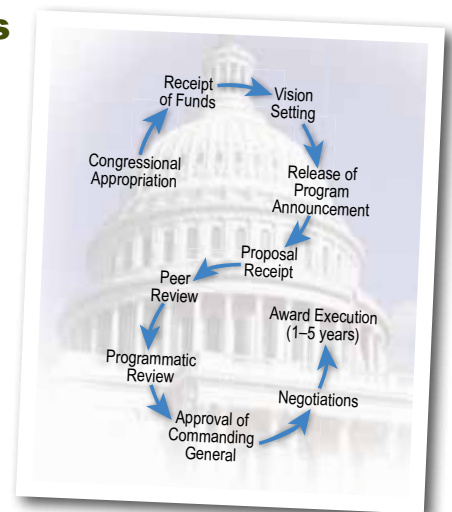 s
Receipt
of Funds
Vision
Setting
Congressional
Appropriation
Release of
Program
Announcement
Proposal
Receipt
Peer
Review
Award Execution
(1–5 years)
Programmatic
Review
Negotiations
Approval of
Commanding
General